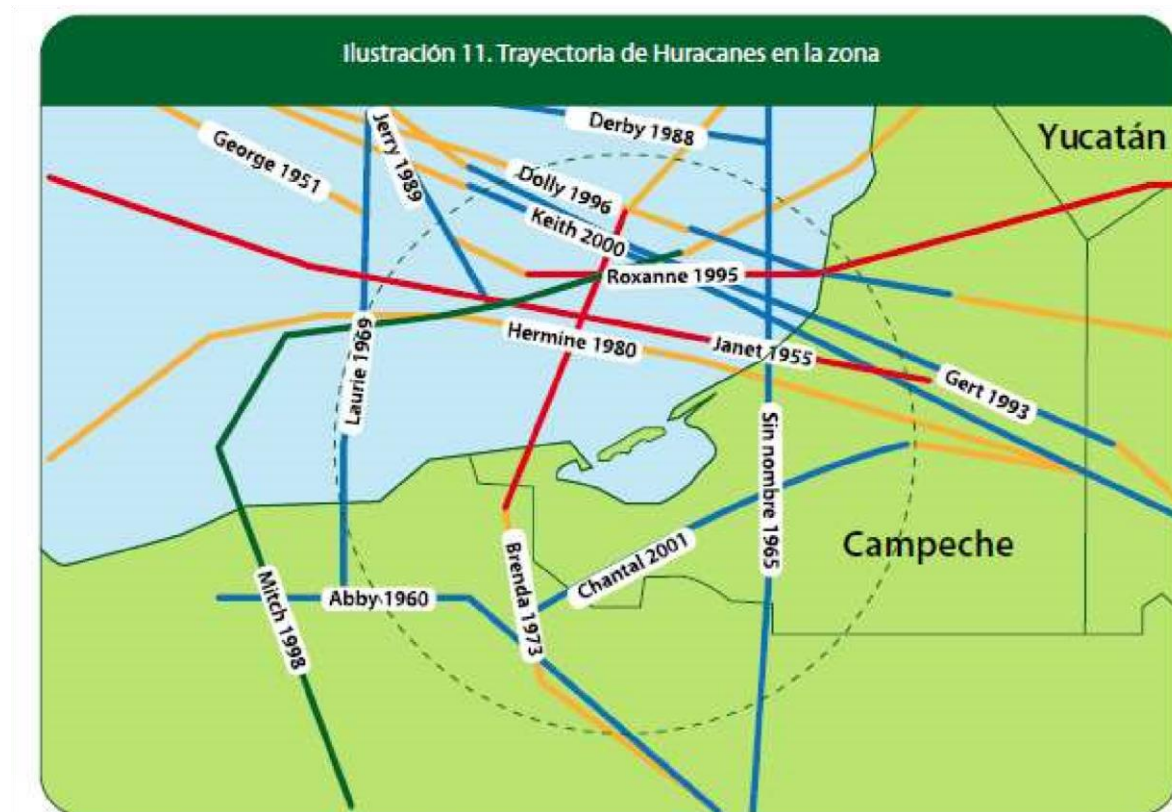 Ilustración 11. Trayectoria de Huracanes en la zona
Derby 1988
Yucatán
Jerry 1989
George 1951
Dolly 1996
Keith 2000
Roxanne 1995
Laurie 1969
Hermine 1980
Janet 1955
Gert 1993
Sin nombre 1965
Campeche
Chantal 2001
Brenda 1973
Abby 1960
Mitch 1998